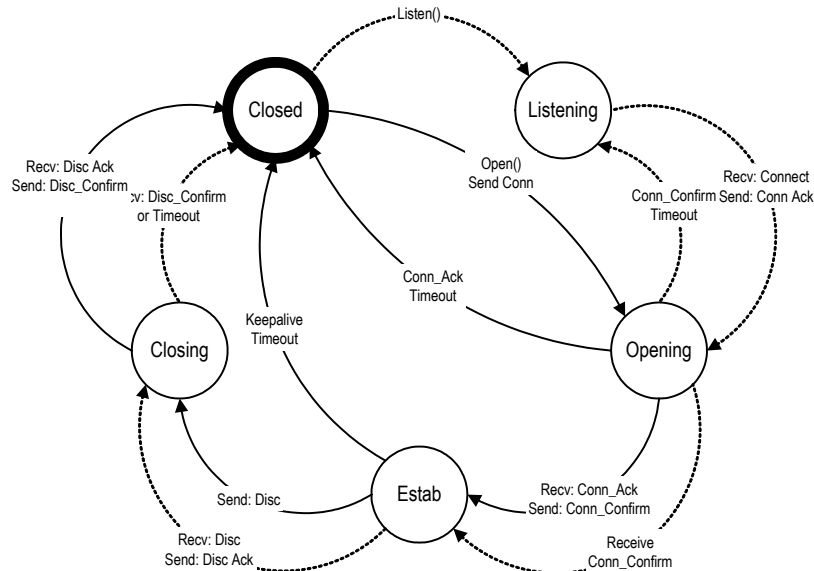 Listen()
Closed
Listening
Open()
Send Conn
Recv: Connect
Send: Conn Ack
Conn_Confirm
Timeout
Recv: Disc Ack
Send: Disc_Confirm
cv: Disc_Confirm
or Timeout
Conn_Ack
Timeout
Keepalive
Timeout
Closing
Opening
Estab
Send: Disc
Recv: Conn_Ack
Send: Conn_Confirm
Recv: Disc
Send: Disc Ack
Receive
Conn_Confirm